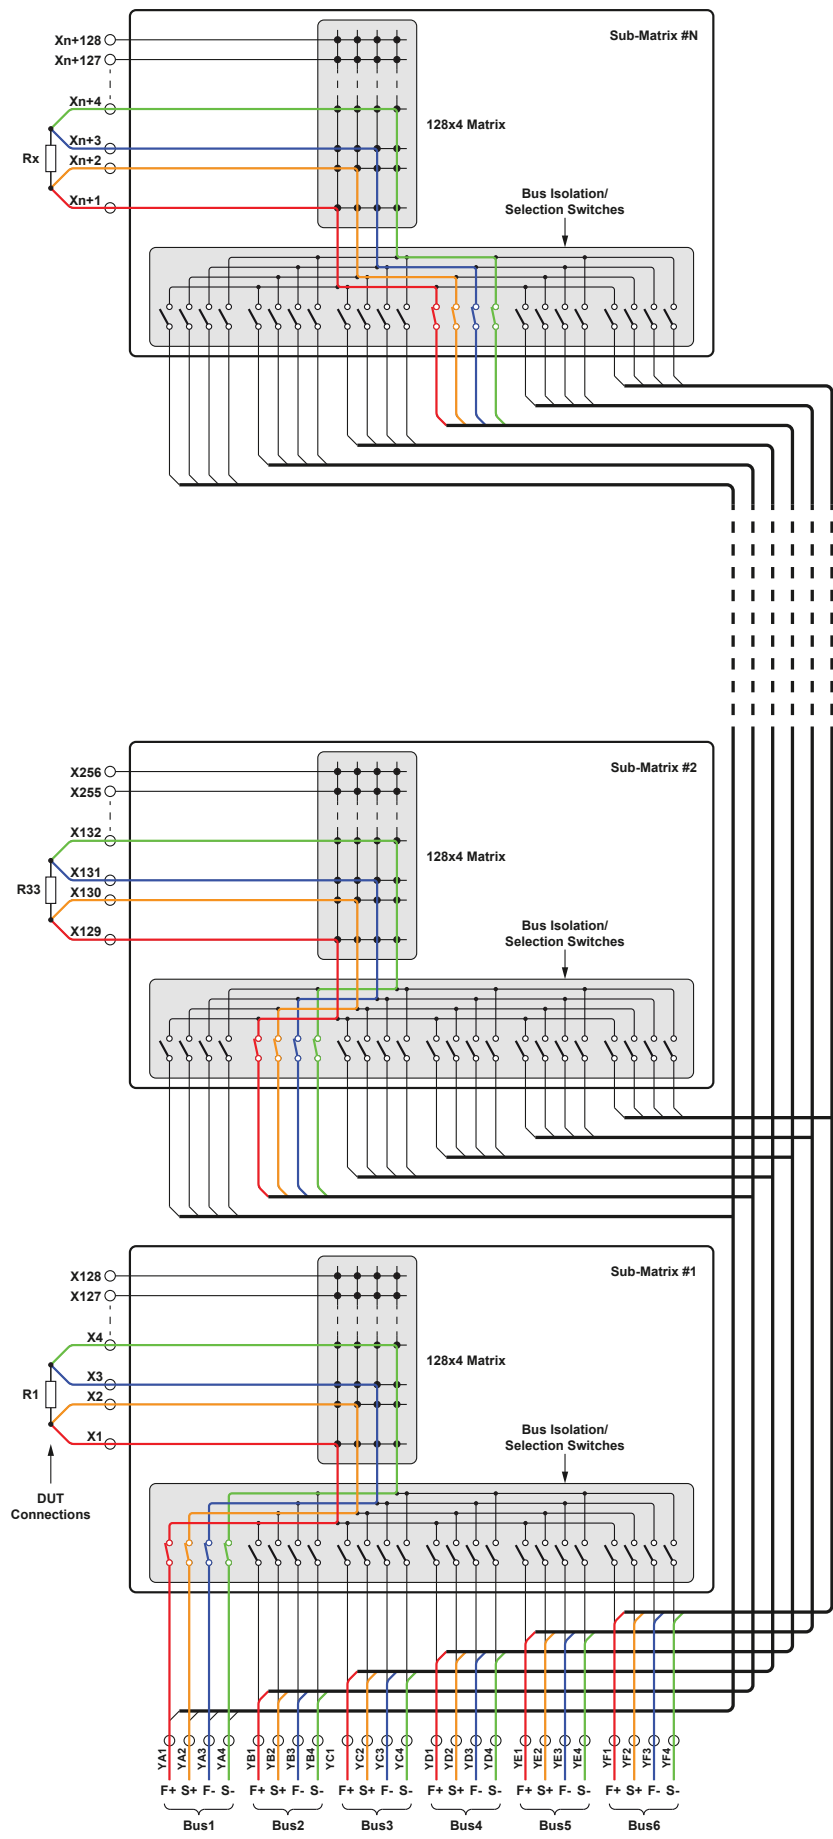 Sub-Matrix #N
Xn+128
Xn+127
Xn+4
128x4 Matrix
Xn+3
Rx
Xn+2
Xn+1
Bus Isolation/
Selection Switches
Sub-Matrix #2
X256
X255
X132
128x4 Matrix
X131
R33
X130
X129
Bus Isolation/
Selection Switches
Sub-Matrix #1
X128
X127
X4
128x4 Matrix
X3
R1
X2
X1
Bus Isolation/
Selection Switches
DUT
Connections
YA1 YA2 YA3 YA4 YB1 YB2 YB3 YB4 YC1 YC2 YC3 YC4 YD1 YD2 YD3 YD4 YE1 YE2 YE3 YE4 YF1 YF2 YF3 YF4
F+ S+ F- S- F+ S+ F- S- F+ S+ F- S- F+ S+ F- S- F+ S+ F- S- F+ S+ F- S-
Bus1 Bus2 Bus3 Bus4 Bus5 Bus6